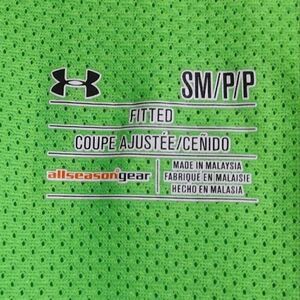 SM/P/P
FITTED
COUPE AJUSTÉE/CEÑIDO
allseasongear
MADE IN MALAYSIA
FABRIQUÉ EN MALAISIE
HECHO EN MALASIA